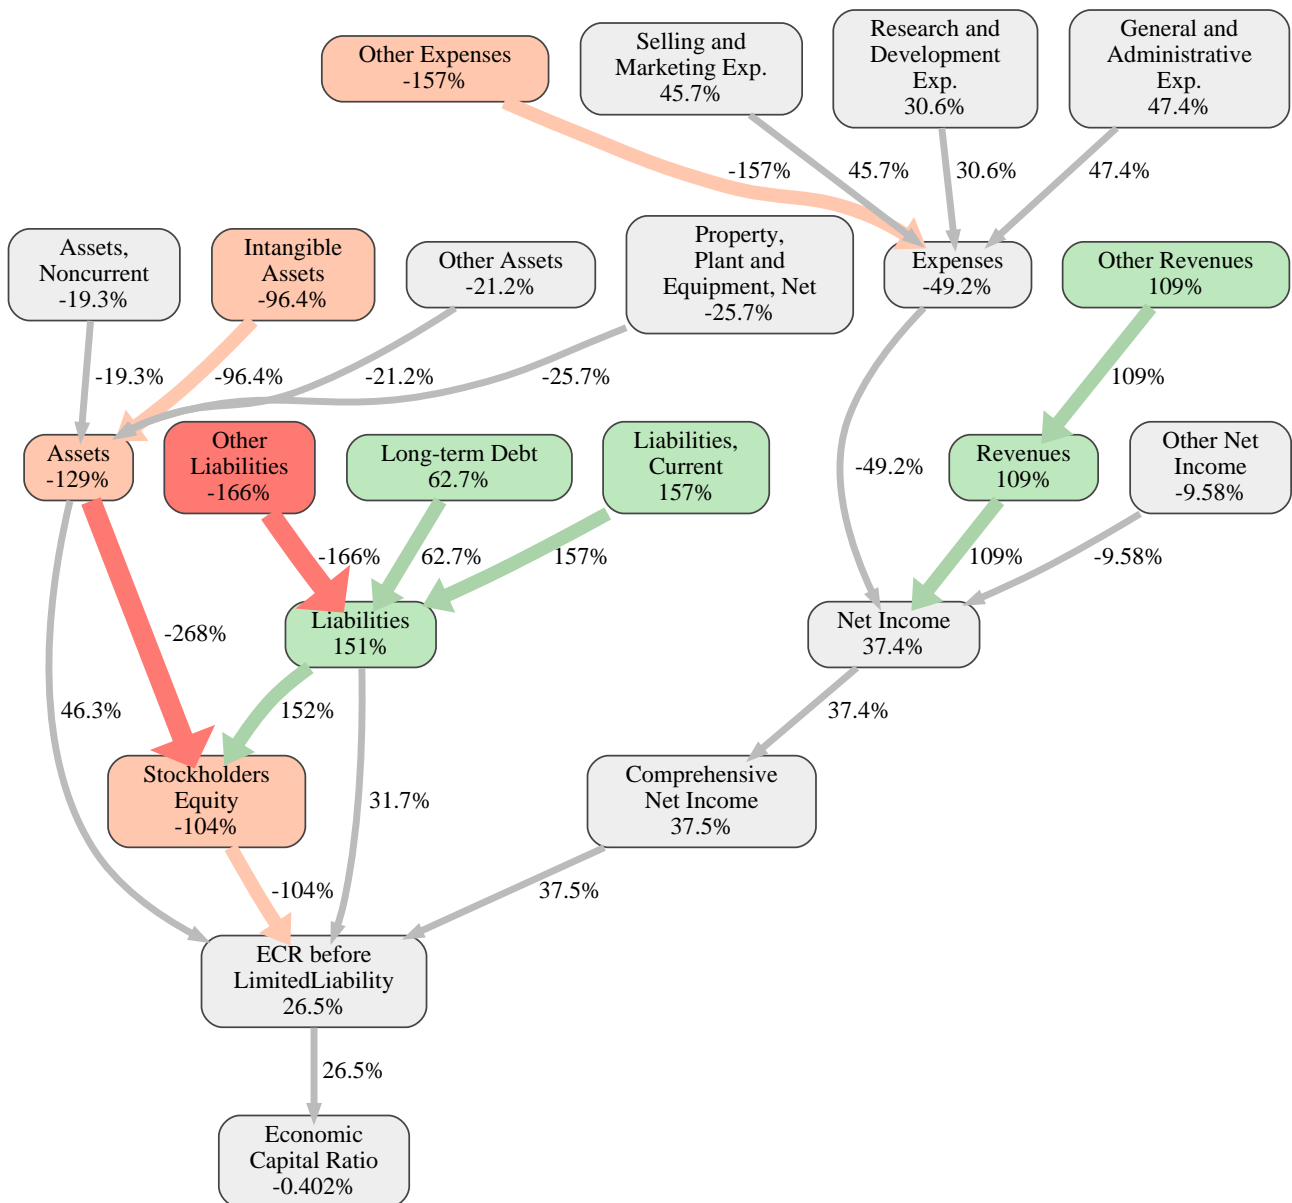 Other Expenses
-157%
Selling and
Marketing Exp.
45.7%
Research and
Development
Exp.
30.6%
General and
Administrative
Exp.
47.4%
-157%
45.7%
30.6%
47.4%
Assets,
Noncurrent
-19.3%
Intangible
Assets
-96.4%
Other Assets
-21.2%
Property,
Plant and
Equipment, Net
-25.7%
Expenses
-49.2%
Other Revenues
109%
-19.3%
-96.4%
-21.2%
-25.7%
109%
Assets
-129%
Other
Liabilities
-166%
Long-term Debt
62.7%
Liabilities,
Current
157%
-49.2%
Revenues
109%
Other Net
Income
-9.58%
-166%
62.7%
157%
109%
-9.58%
-268%
Liabilities
151%
Net Income
37.4%
46.3%
152%
37.4%
Stockholders
Equity
-104%
31.7%
Comprehensive
Net Income
37.5%
-104%
37.5%
ECR before
LimitedLiability
26.5%
26.5%
Economic
Capital Ratio
-0.402%